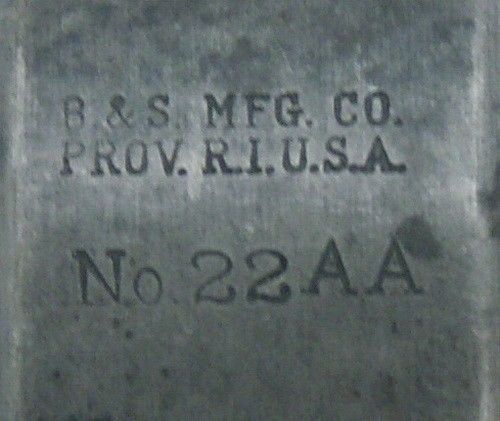 B. & S. MFG. CO.
PROV. R.I. U.S.A.
No. 22AA